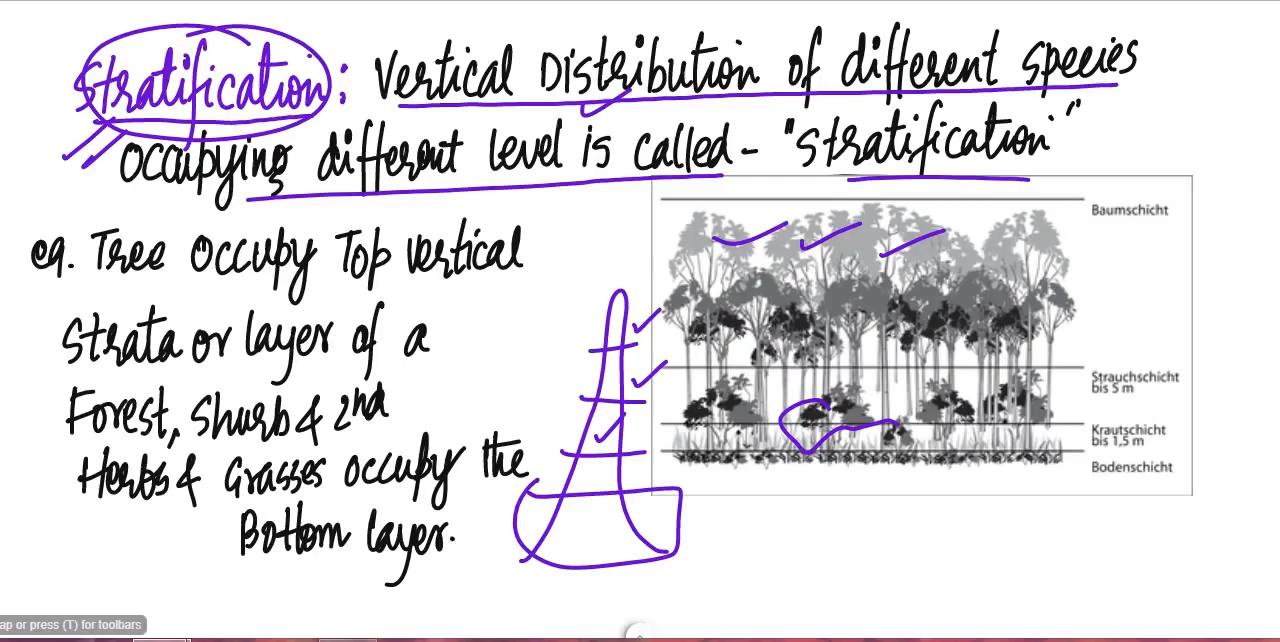 Stratification: Vertical Distribution of different species
occupying different level is called - "Stratification"
eg. Tree occupy Top vertical
Strata or layer of a
Forest, Shurb & 2nd
Herbs & Grasses occupy the
Bottom layer.
Baumschicht
Strauchschicht
bis 5 m
Krautschicht
bis 1,5 m
Bodenschicht
ap or press (T) for toolbars